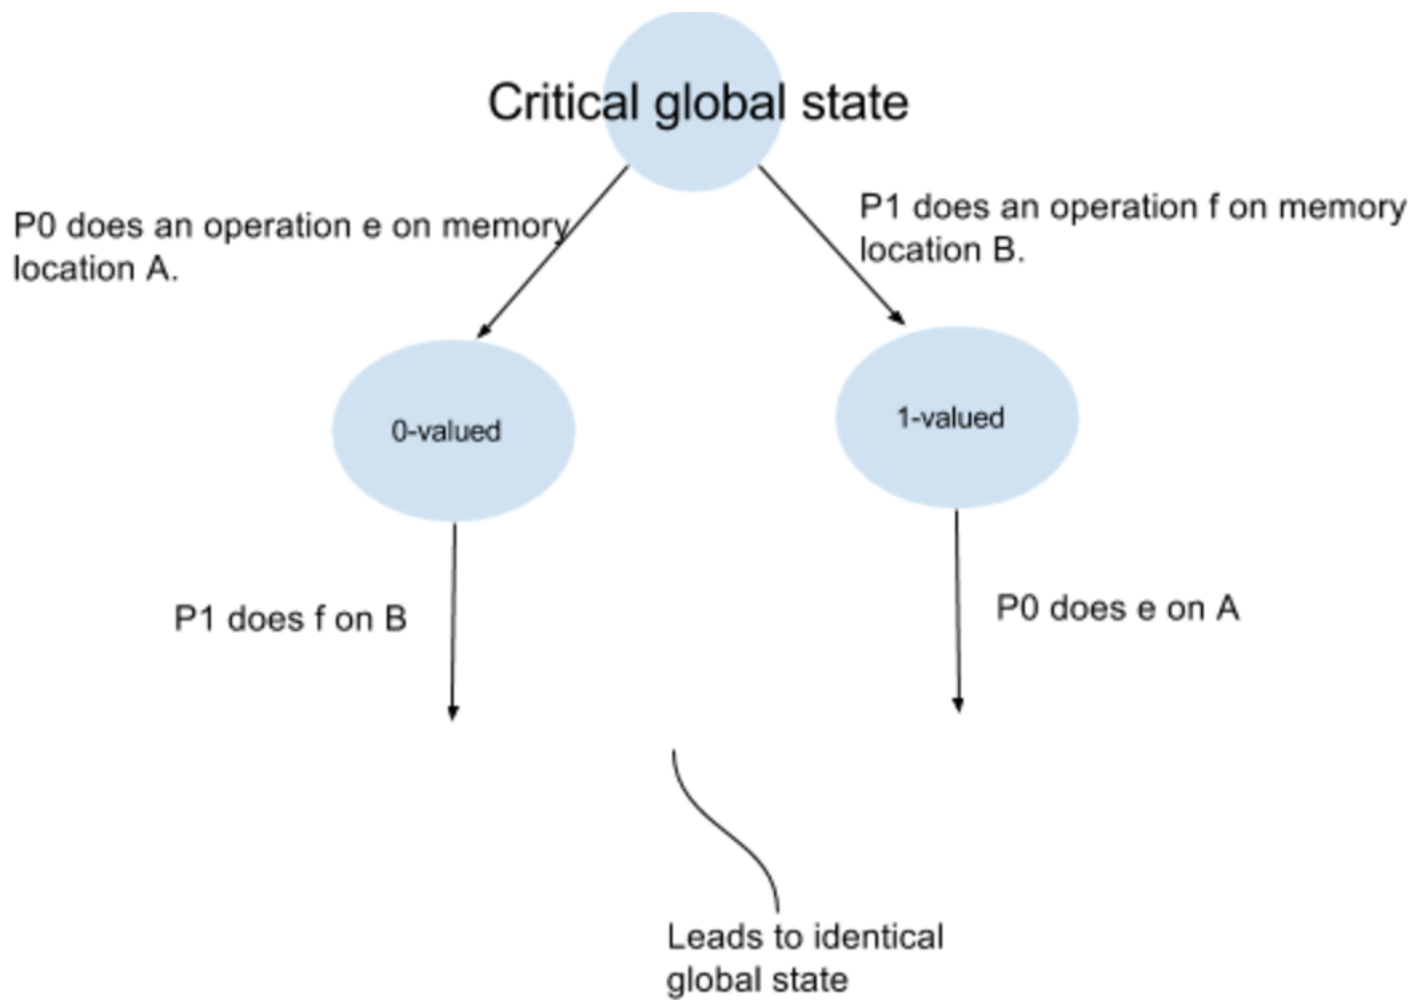 Critical global state
P0 does an operation e on memory
location A.
P1 does an operation f on memory
location B.
0-valued
1-valued
P1 does f on B
P0 does e on A
Leads to identical
global state